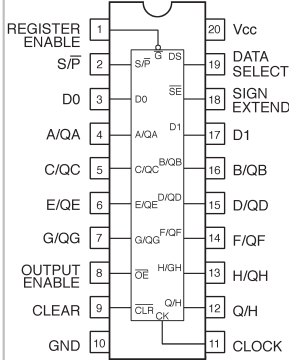 REGISTER ENABLE 1 G̅ DS 20 Vcc
S/P̅ 2 S/P̅ 19 DATA SELECT
D0 3 D0 S̅E̅ 18 SIGN EXTEND
A/QA 4 A/QA D1 17 D1
C/QC 5 C/QC B/QB 16 B/QB
E/QE 6 E/QE D/QD 15 D/QD
G/QG 7 G/QG F/QF 14 F/QF
OUTPUT ENABLE 8 O̅E̅ H/GH 13 H/QH
CLEAR 9 C̅L̅R̅ Q/H 12 Q/H
GND 10 CK 11 CLOCK